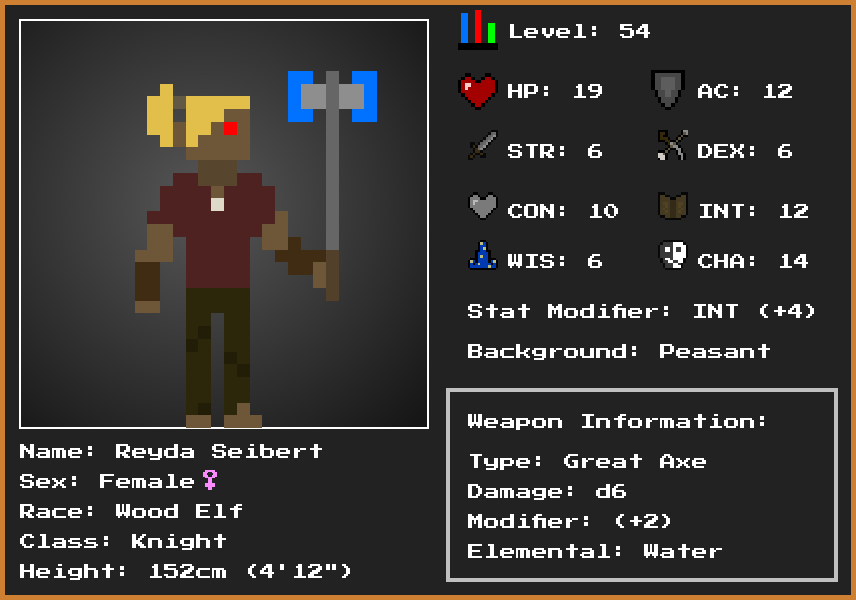 Level: 54
HP: 19
AC: 12
STR: 6
DEX: 6
CON: 10
INT: 12
WIS: 6
CHA: 14
Stat Modifier: INT (+4)
Background: Peasant
Weapon Information:
Type: Great Axe
Damage: d6
Modifier: (+2)
Elemental: Water
Name: Reyda Seibert
Sex: Female♀
Race: Wood Elf
Class: Knight
Height: 152cm (4'12")